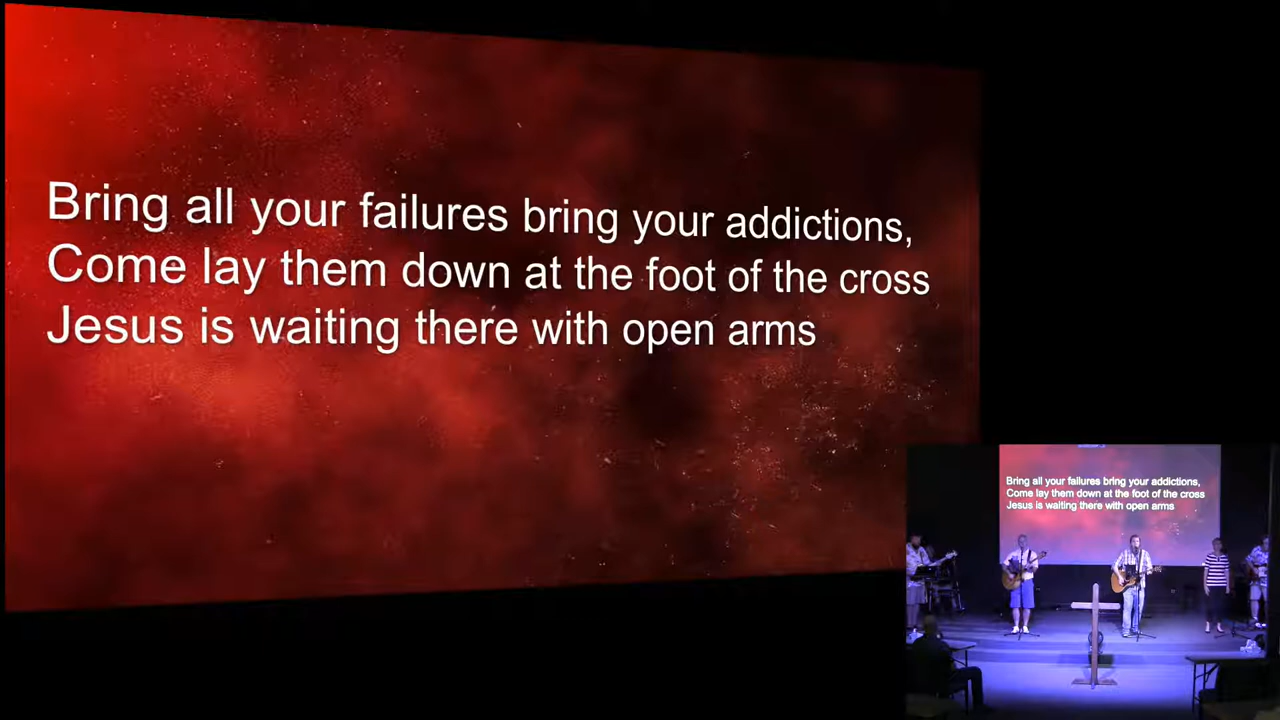 Bring all your failures bring your addictions,
Come lay them down at the foot of the cross
Jesus is waiting there with open arms
Bring all your failures bring your addictions,
Come lay them down at the foot of the cross
Jesus is waiting there with open arms